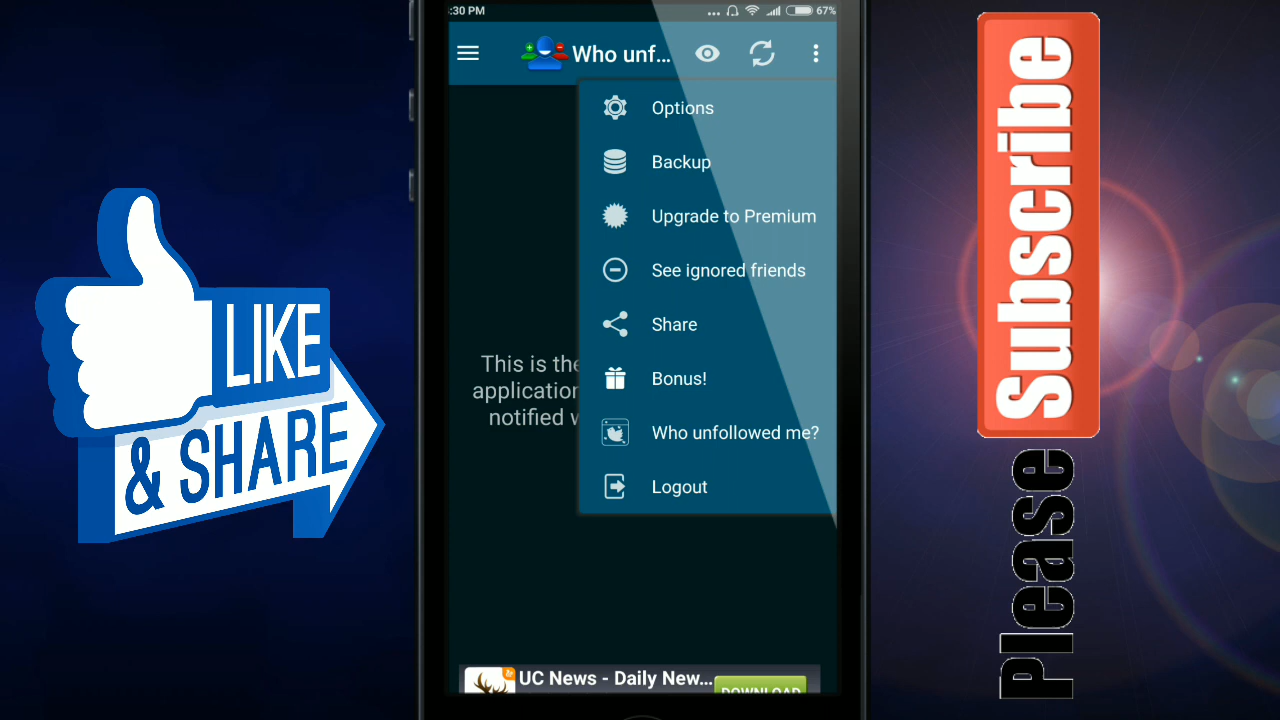 :30 PM
67%
Who unf...
Options
Backup
Upgrade to Premium
See ignored friends
Share
Bonus!
Who unfollowed me?
Logout
This is the
application
notified
UC News - Daily New...
DOWNLOAD
LIKE
& SHARE
Please Subscribe